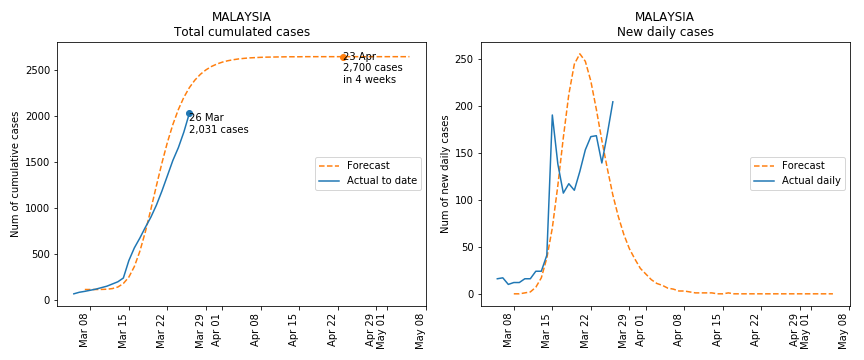 MALAYSIA
Total cumulated cases
Num of cumulative cases
2500
2000
1500
1000
500
0
23 Apr
2,700 cases
in 4 weeks
26 Mar
2,031 cases
Forecast
Actual to date
Mar 08
Mar 15
Mar 22
Mar 29
Apr 01
Apr 08
Apr 15
Apr 22
Apr 29
May 01
May 08
MALAYSIA
New daily cases
Num of new daily cases
250
200
150
100
50
0
Forecast
Actual daily
Mar 08
Mar 15
Mar 22
Mar 29
Apr 01
Apr 08
Apr 15
Apr 22
Apr 29
May 01
May 08